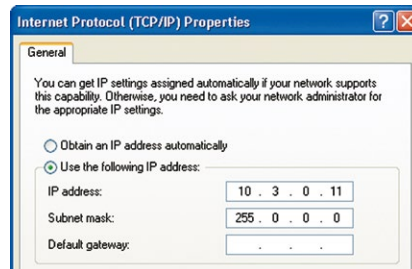 Internet Protocol (TCP/IP) Properties
General
You can get IP settings assigned automatically if your network supports
this capability. Otherwise, you need to ask your network administrator for
the appropriate IP settings.
Obtain an IP address automatically
Use the following IP address:
IP address: 10 . 3 . 0 . 11
Subnet mask: 255 . 0 . 0 . 0
Default gateway: . . .